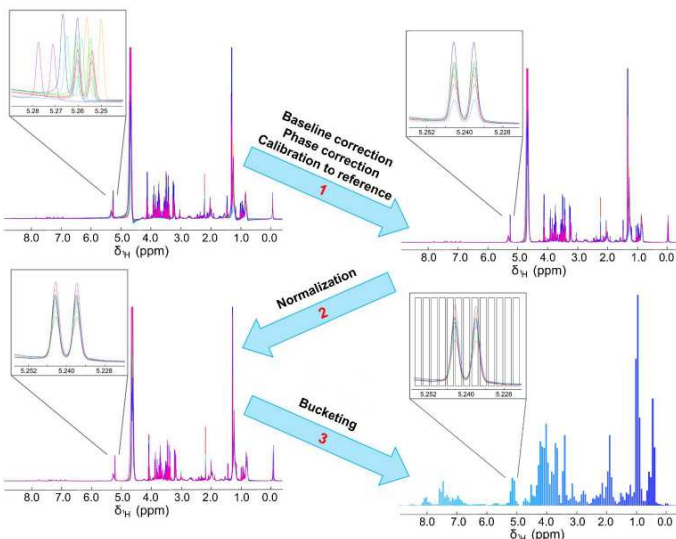 5.28 5.27 5.26 5.25
8.0 7.0 6.0 5.0 4.0 3.0 2.0 1.0 0.0
δ¹H (ppm)
Baseline correction
Phase correction
Calibration to reference
1
5.252 5.240 5.228
8.0 7.0 6.0 5.0 4.0 3.0 2.0 1.0 0.0
δ¹H (ppm)
Normalization
2
5.252 5.240 5.228
8.0 7.0 6.0 5.0 4.0 3.0 2.0 1.0 0.0
δ¹H (ppm)
Bucketing
3
5.252 5.240 5.228
8.0 7.0 6.0 5.0 4.0 3.0 2.0 1.0 0.0
δ¹H (ppm)